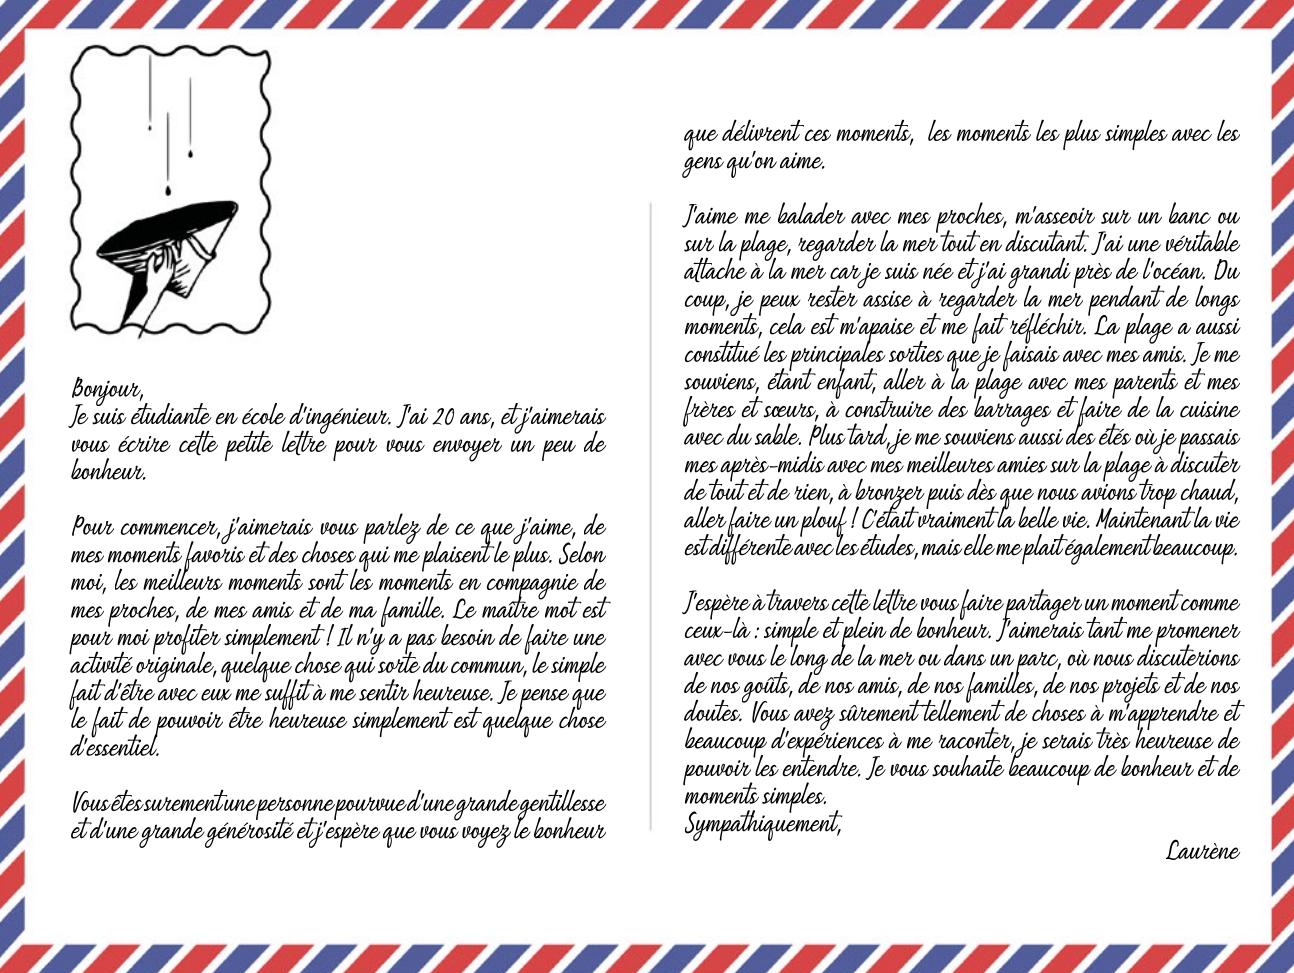 Bonjour,
Je suis étudiante en école d'ingénieur. J'ai 20 ans, et j'aimerais
vous écrire cette petite lettre pour vous envoyer un peu de
bonheur.
Pour commencer, j'aimerais vous parlez de ce que j'aime, de
mes moments favoris et des choses qui me plaisent le plus. Selon
moi, les meilleurs moments sont les moments en compagnie de
mes proches, de mes amis et de ma famille. Le maître mot est
pour moi profiter simplement ! Il n'y a pas besoin de faire une
activité originale, quelque chose qui sorte du commun, le simple
fait d'être avec eux me suffit à me sentir heureuse. Je pense que
le fait de pouvoir être heureuse simplement est quelque chose
d'essentiel.
Vous êtes surement une personne pourvue d'une grande gentillesse
et d'une grande générosité et j'espère que vous voyez le bonheur
que délivrent ces moments, les moments les plus simples avec les
gens qu'on aime.
J'aime me balader avec mes proches, m'asseoir sur un banc ou
sur la plage, regarder la mer tout en discutant. J'ai une véritable
attache à la mer car je suis née et j'ai grandi près de l'océan. Du
coup, je peux rester assise à regarder la mer pendant de longs
moments, cela est m'apaise et me fait réfléchir. La plage a aussi
constitué les principales sorties que je faisais avec mes amis. Je me
souviens, étant enfant, aller à la plage avec mes parents et mes
frères et sœurs, à construire des barrages et faire de la cuisine
avec du sable. Plus tard, je me souviens aussi des étés où je passais
mes après-midis avec mes meilleures amies sur la plage à discuter
de tout et de rien, à bronzer puis dès que nous avions trop chaud,
aller faire un plouf ! C'était vraiment la belle vie. Maintenant la vie
est différente avec les études, mais elle me plait également beaucoup.
J'espère à travers cette lettre vous faire partager un moment comme
ceux-là : simple et plein de bonheur. J'aimerais tant me promener
avec vous le long de la mer ou dans un parc, où nous discuterions
de nos goûts, de nos amis, de nos familles, de nos projets et de nos
doutes. Vous avez sûrement tellement de choses à m'apprendre et
beaucoup d'expériences à me raconter, je serais très heureuse de
pouvoir les entendre. Je vous souhaite beaucoup de bonheur et de
moments simples.
Sympathiquement,
Laurène